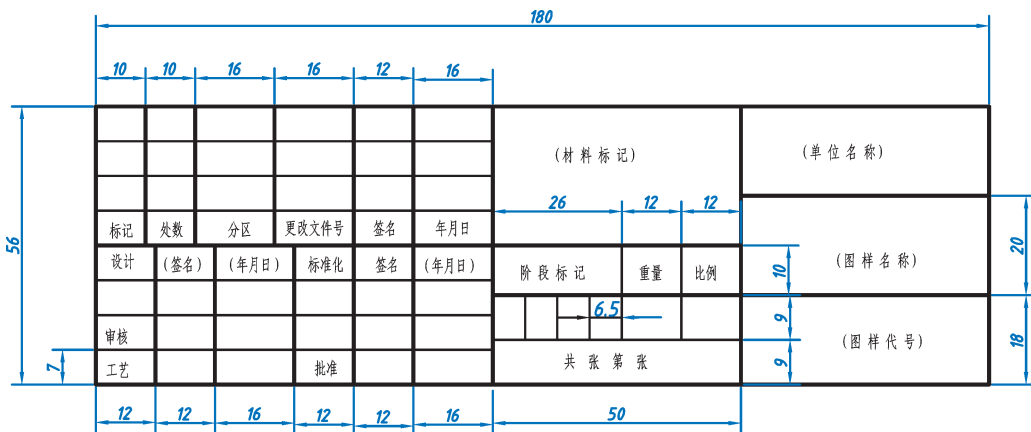 180
10 10 16 16 12 16
(材料标记)
(单位名称)
26 12 12
标记 处数 分区 更改文件号 签名 年月日
56
20
设计 (签名) (年月日) 标准化 签名 (年月日)
阶段标记 重量 比例
10
(图样名称)
6.5
9
审核
(图样代号)
18
7
工艺 批准
共 张 第 张
9
12 12 16 12 12 16 50